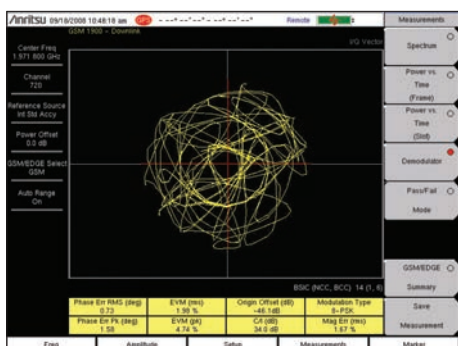 Anritsu 09/18/2008 10:48:18 am GPS Remote
Measurements
GSM 1900 - Downlink
I/Q Vector
Center Freq
1.971 600 GHz
Channel
720
Reference Source
Int Std Accy
Power Offset
0.0 dB
GSM/EDGE Select
GSM
Auto Range
On
Spectrum
Power vs.
Time
(Frame)
Power vs.
Time
(Slot)
Demodulator
Pass/Fail
Mode
GSM/EDGE
Summary
Save
Measurement
BSIC (NCC, BCC) 14 (1, 6)
Phase Err RMS (deg) EVM (rms) Origin Offset (dB) Modulation Type
0.73 1.96 % -46.1dB 8-PSK
Phase Err Pk (deg) EVM (pk) C/I (dB) Mag Err (rms)
1.58 4.74 % 34.0 dB 1.67 %
Freq Amplitude Setup Measurements Marker